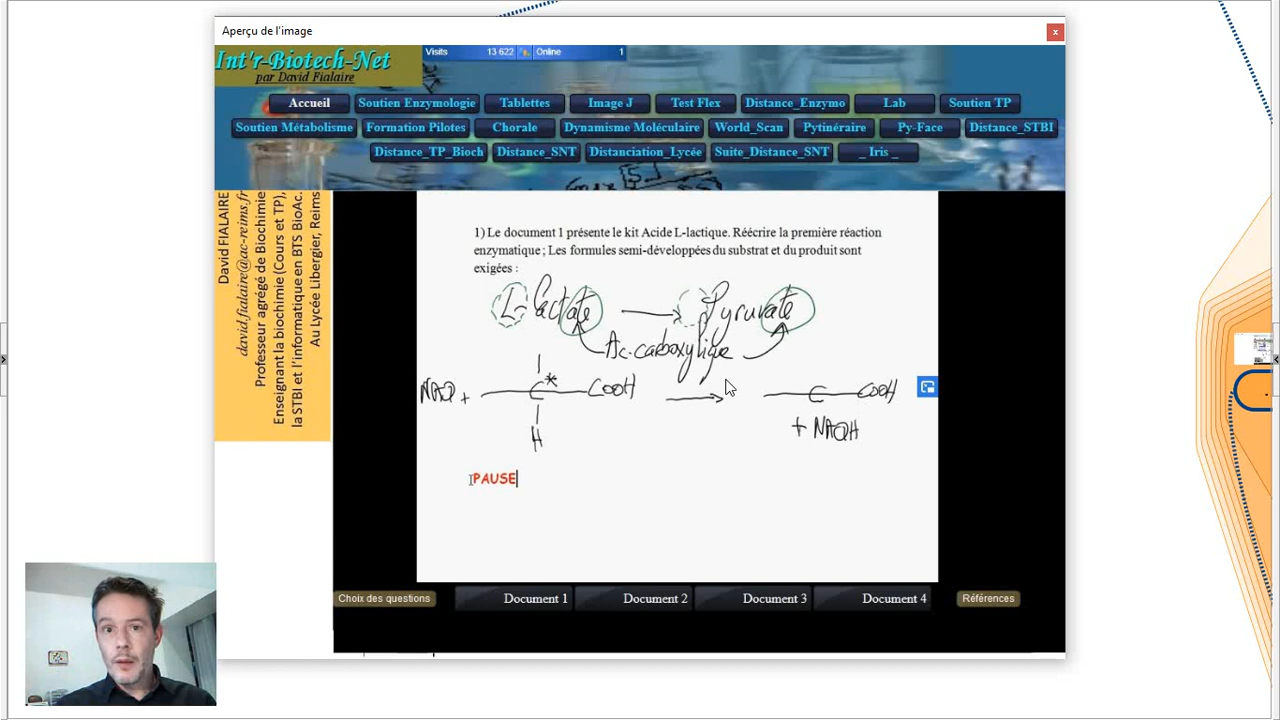 Aperçu de l'image
x
Int'r-Biotech-Net
par David Fialaire
Visits 13 622 Online 1
Accueil Soutien Enzymologie Tablettes Image J Test Flex Distance_Enzymo Lab Soutien TP
Soutien Métabolisme Formation Pilotes Chorale Dynamisme Moléculaire World_Scan Pytinéraire Py-Face Distance_STBI
Distance_TP_Bioch Distance_SNT Distanciation_Lycée Suite_Distance_SNT _ Iris _
David FIALAIRE
david.fialaire@ac-reims.fr
Professeur agrégé de Biochimie
Enseignant la biochimie (Cours et TP),
la STBI et l'informatique en BTS BioAc.
Au Lycée Libergier, Reims
1) Le document 1 présente le kit Acide L-lactique. Réécrire la première réaction
enzymatique ; Les formules semi-développées du substrat et du produit sont
exigées :
L-lactate → Pyruvate
Ac.carboxylique
NAD + C* COOH → C COOH
H + NADH
PAUSE
Choix des questions Document 1 Document 2 Document 3 Document 4 Références